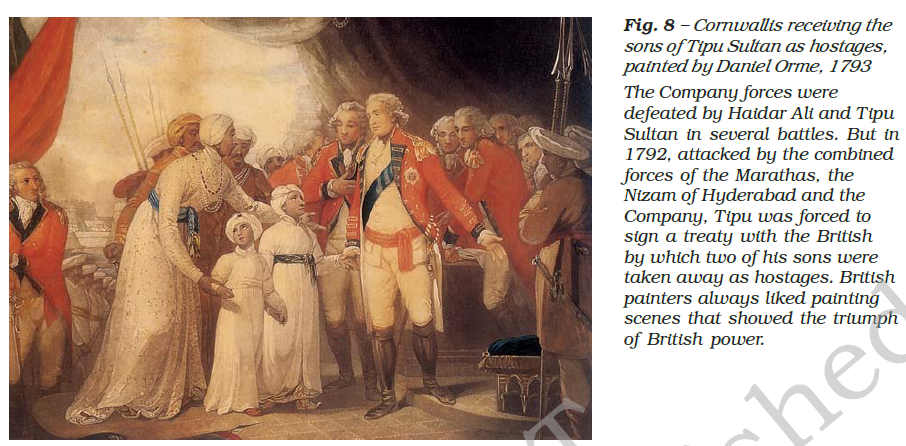 Fig. 8 – Cornwallis receiving the
sons of Tipu Sultan as hostages,
painted by Daniel Orme, 1793
The Company forces were
defeated by Haidar Ali and Tipu
Sultan in several battles. But in
1792, attacked by the combined
forces of the Marathas, the
Nizam of Hyderabad and the
Company, Tipu was forced to
sign a treaty with the British
by which two of his sons were
taken away as hostages. British
painters always liked painting
scenes that showed the triumph
of British power.